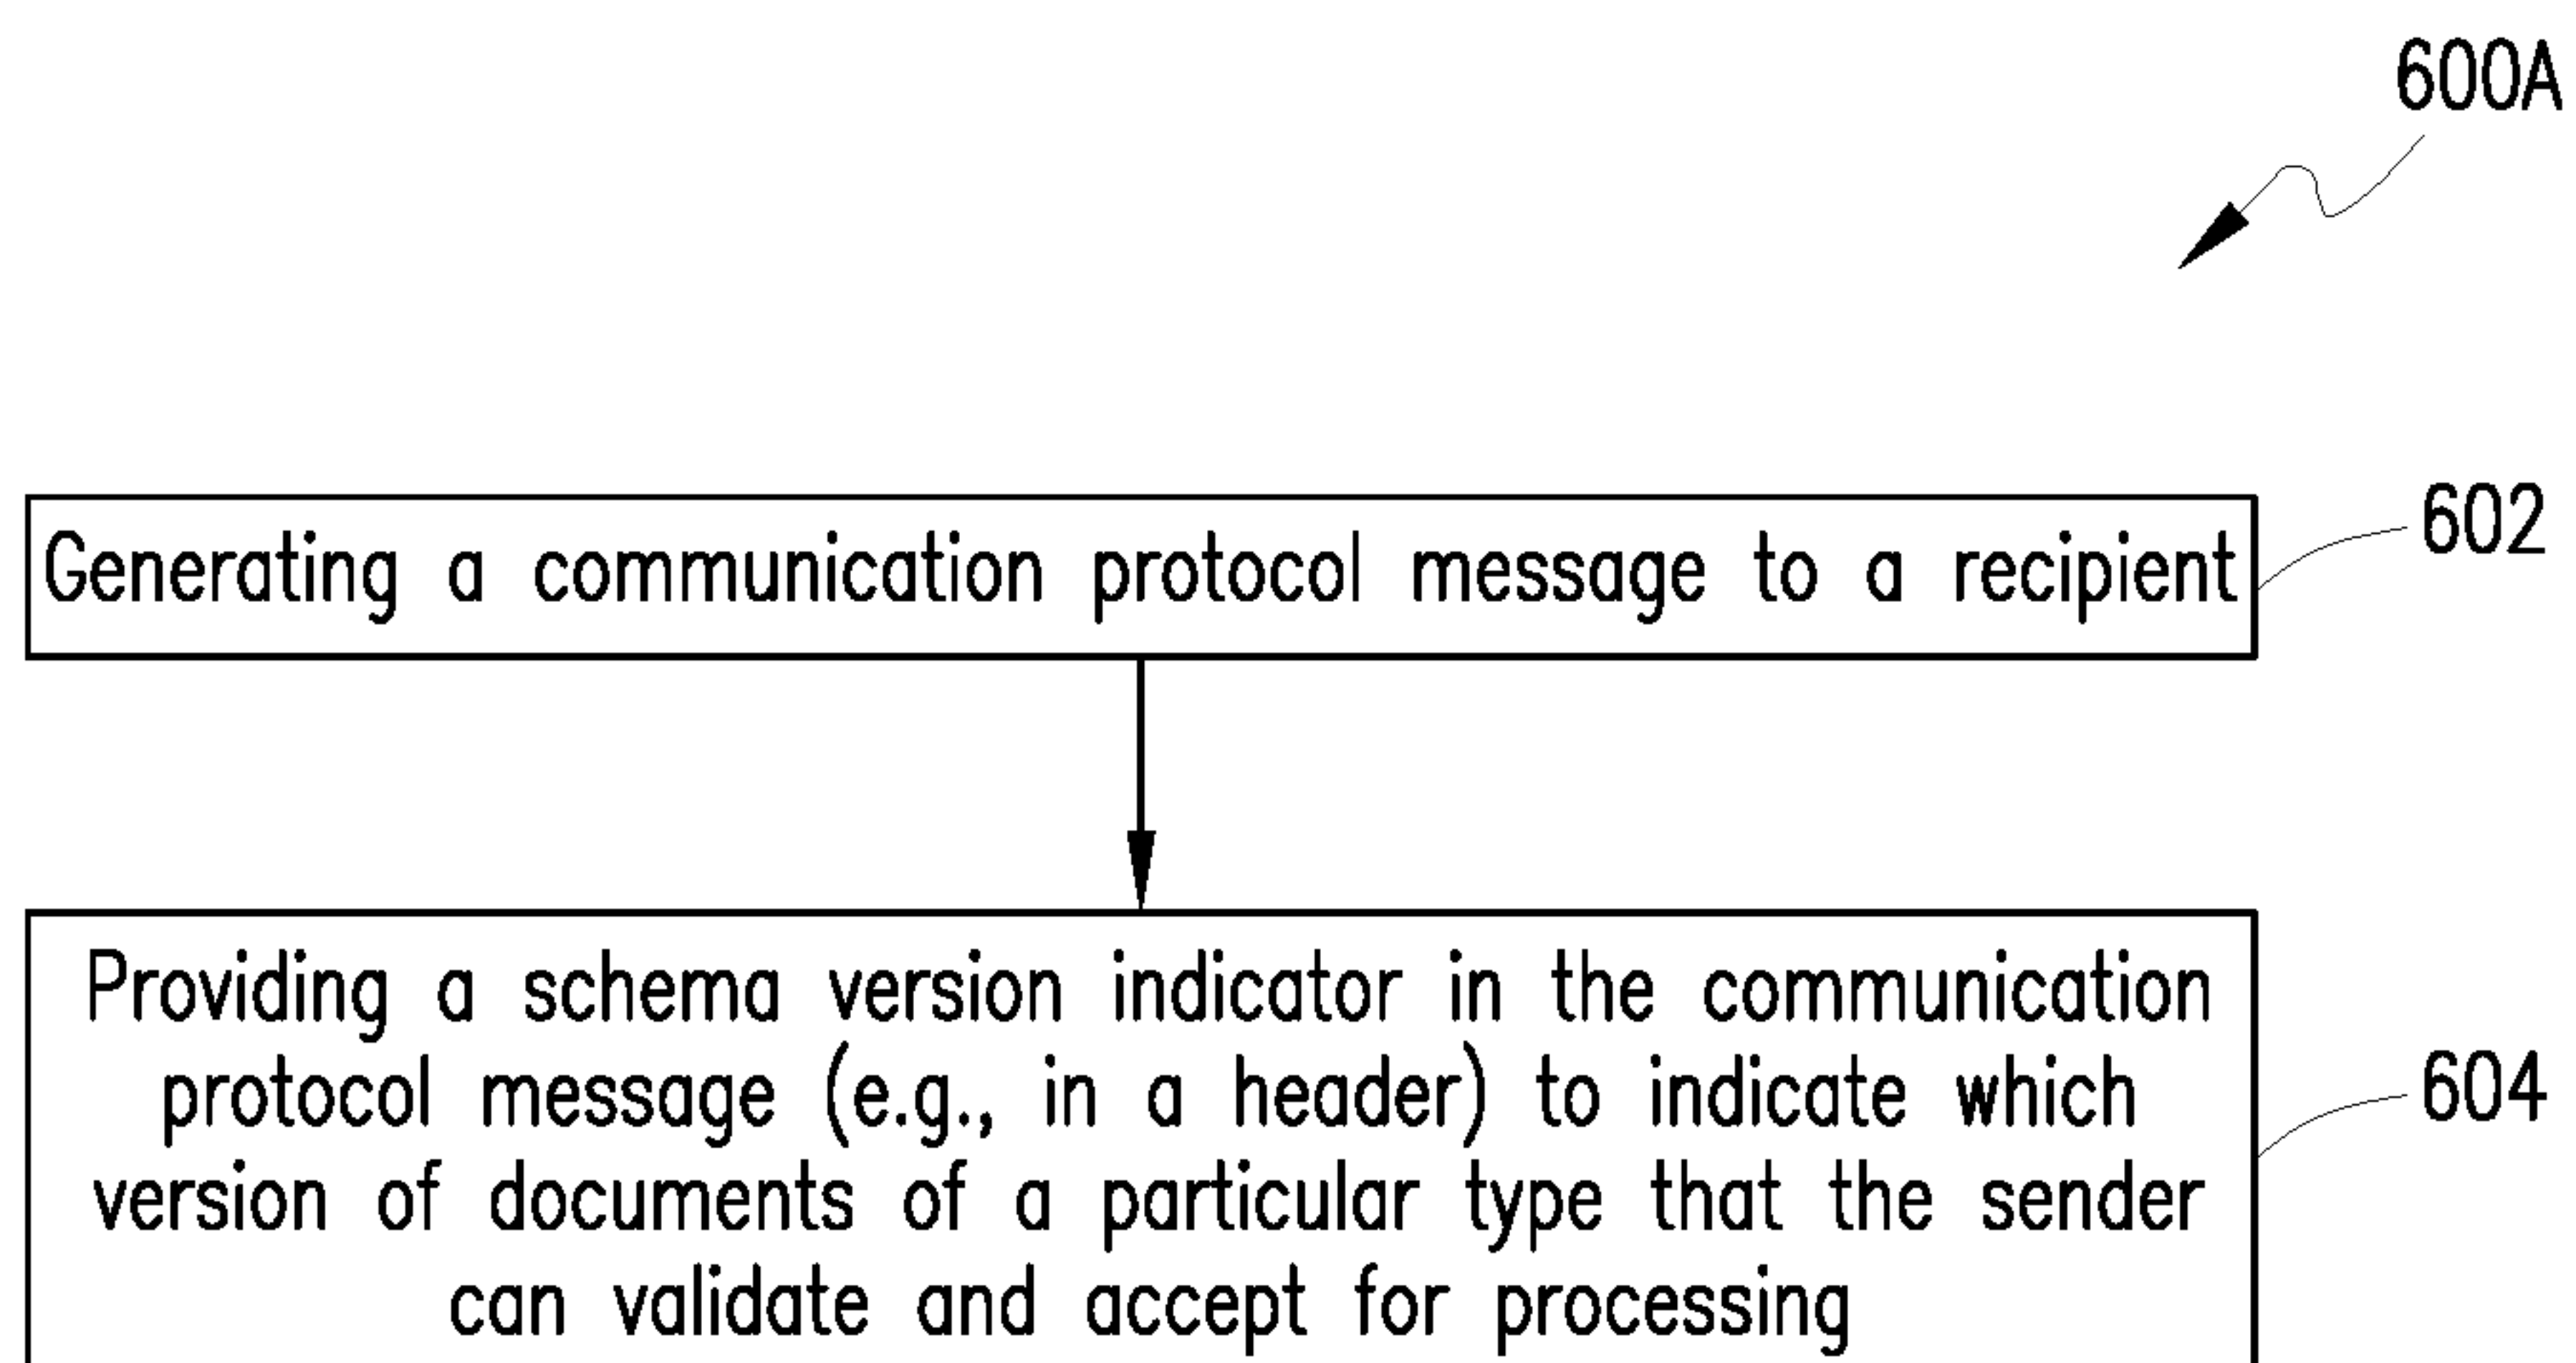 600A
Generating a communication protocol message to a recipient
602
Providing a schema version indicator in the communication
protocol message (e.g., in a header) to indicate which
version of documents of a particular type that the sender
can validate and accept for processing
604